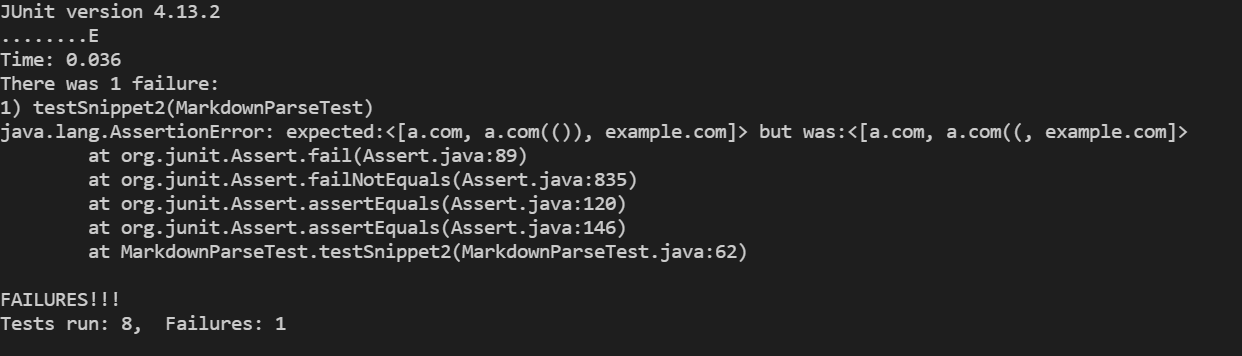 JUnit version 4.13.2
........E
Time: 0.036
There was 1 failure:
1) testSnippet2(MarkdownParseTest)
java.lang.AssertionError: expected:<[a.com, a.com(()), example.com]> but was:<[a.com, a.com((, example.com]>
        at org.junit.Assert.fail(Assert.java:89)
        at org.junit.Assert.failNotEquals(Assert.java:835)
        at org.junit.Assert.assertEquals(Assert.java:120)
        at org.junit.Assert.assertEquals(Assert.java:146)
        at MarkdownParseTest.testSnippet2(MarkdownParseTest.java:62)
FAILURES!!!
Tests run: 8,  Failures: 1